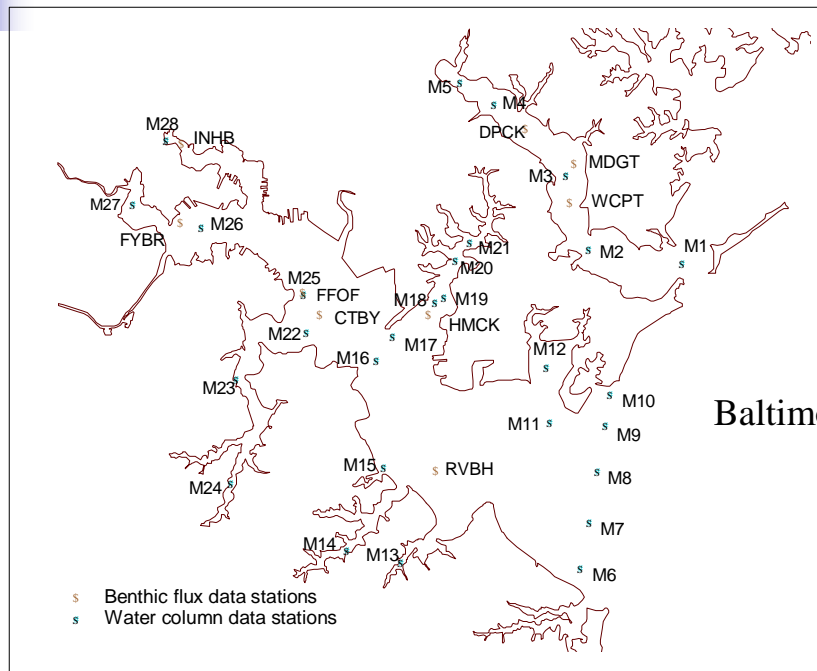 M5
M4
DPCK
M28
INHB
MDGT
M3
WCPT
M27
M26
FYBR
M21
M2
M1
M20
M25
FFOF
M18
M19
CTBY
HMCK
M22
M17
M12
M16
M23
M10
Baltim
M11
M9
M15
RVBH
M8
M24
M7
M14
M13
M6
$ Benthic flux data stations
s Water column data stations